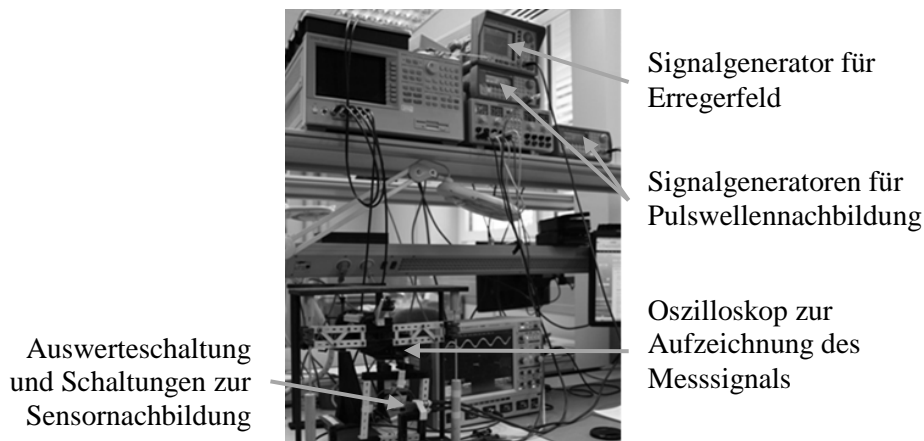 Signalgenerator für
Erregerfeld
Signalgeneratoren für
Pulswellennachbildung
Oszilloskop zur
Aufzeichnung des
Messsignals
Auswerteschaltung
und Schaltungen zur
Sensornachbildung